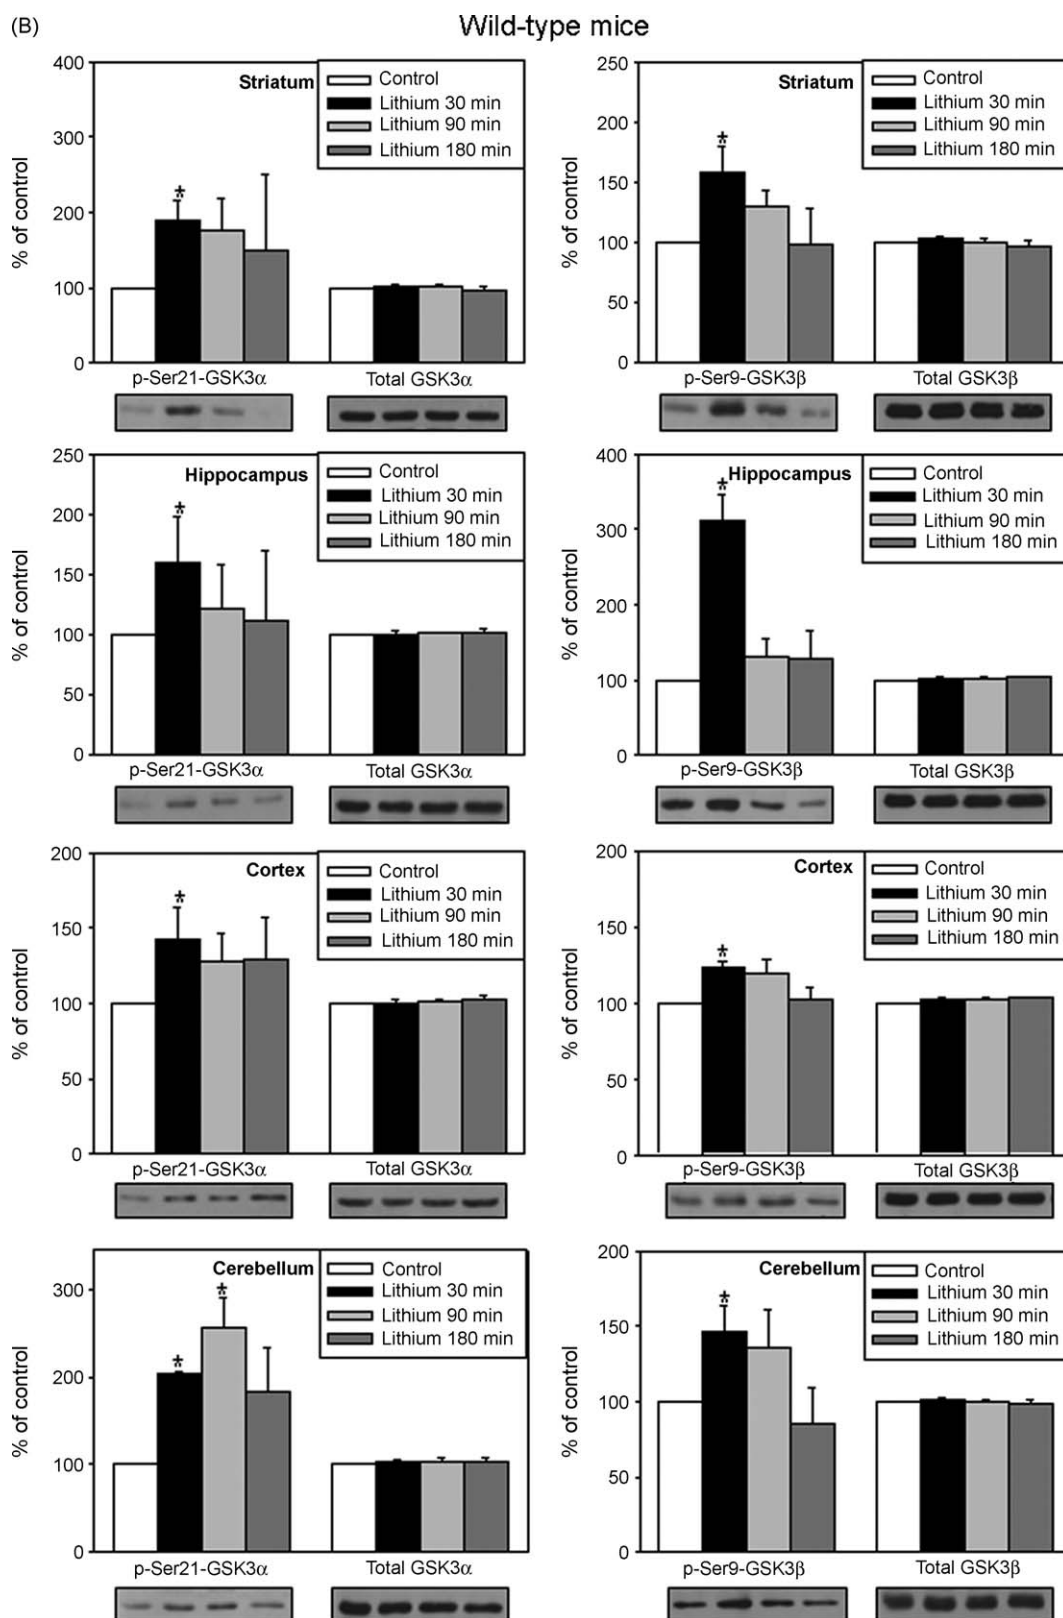 (B)
Wild-type mice
400
300
200
100
0
% of control
Striatum
Control
Lithium 30 min
Lithium 90 min
Lithium 180 min
*
p-Ser21-GSK3α
Total GSK3α
250
200
150
100
50
0
% of control
Striatum
Control
Lithium 30 min
Lithium 90 min
Lithium 180 min
*
p-Ser9-GSK3β
Total GSK3β
250
200
150
100
50
0
% of control
Hippocampus
Control
Lithium 30 min
Lithium 90 min
Lithium 180 min
*
p-Ser21-GSK3α
Total GSK3α
400
300
200
100
0
% of control
Hippocampus
Control
Lithium 30 min
Lithium 90 min
Lithium 180 min
*
p-Ser9-GSK3β
Total GSK3β
200
150
100
50
0
% of control
Cortex
Control
Lithium 30 min
Lithium 90 min
Lithium 180 min
*
p-Ser21-GSK3α
Total GSK3α
200
150
100
50
0
% of control
Cortex
Control
Lithium 30 min
Lithium 90 min
Lithium 180 min
*
p-Ser9-GSK3β
Total GSK3β
300
200
100
0
% of control
Cerebellum
Control
Lithium 30 min
Lithium 90 min
Lithium 180 min
*
*
p-Ser21-GSK3α
Total GSK3α
200
150
100
50
0
% of control
Cerebellum
Control
Lithium 30 min
Lithium 90 min
Lithium 180 min
*
p-Ser9-GSK3β
Total GSK3β